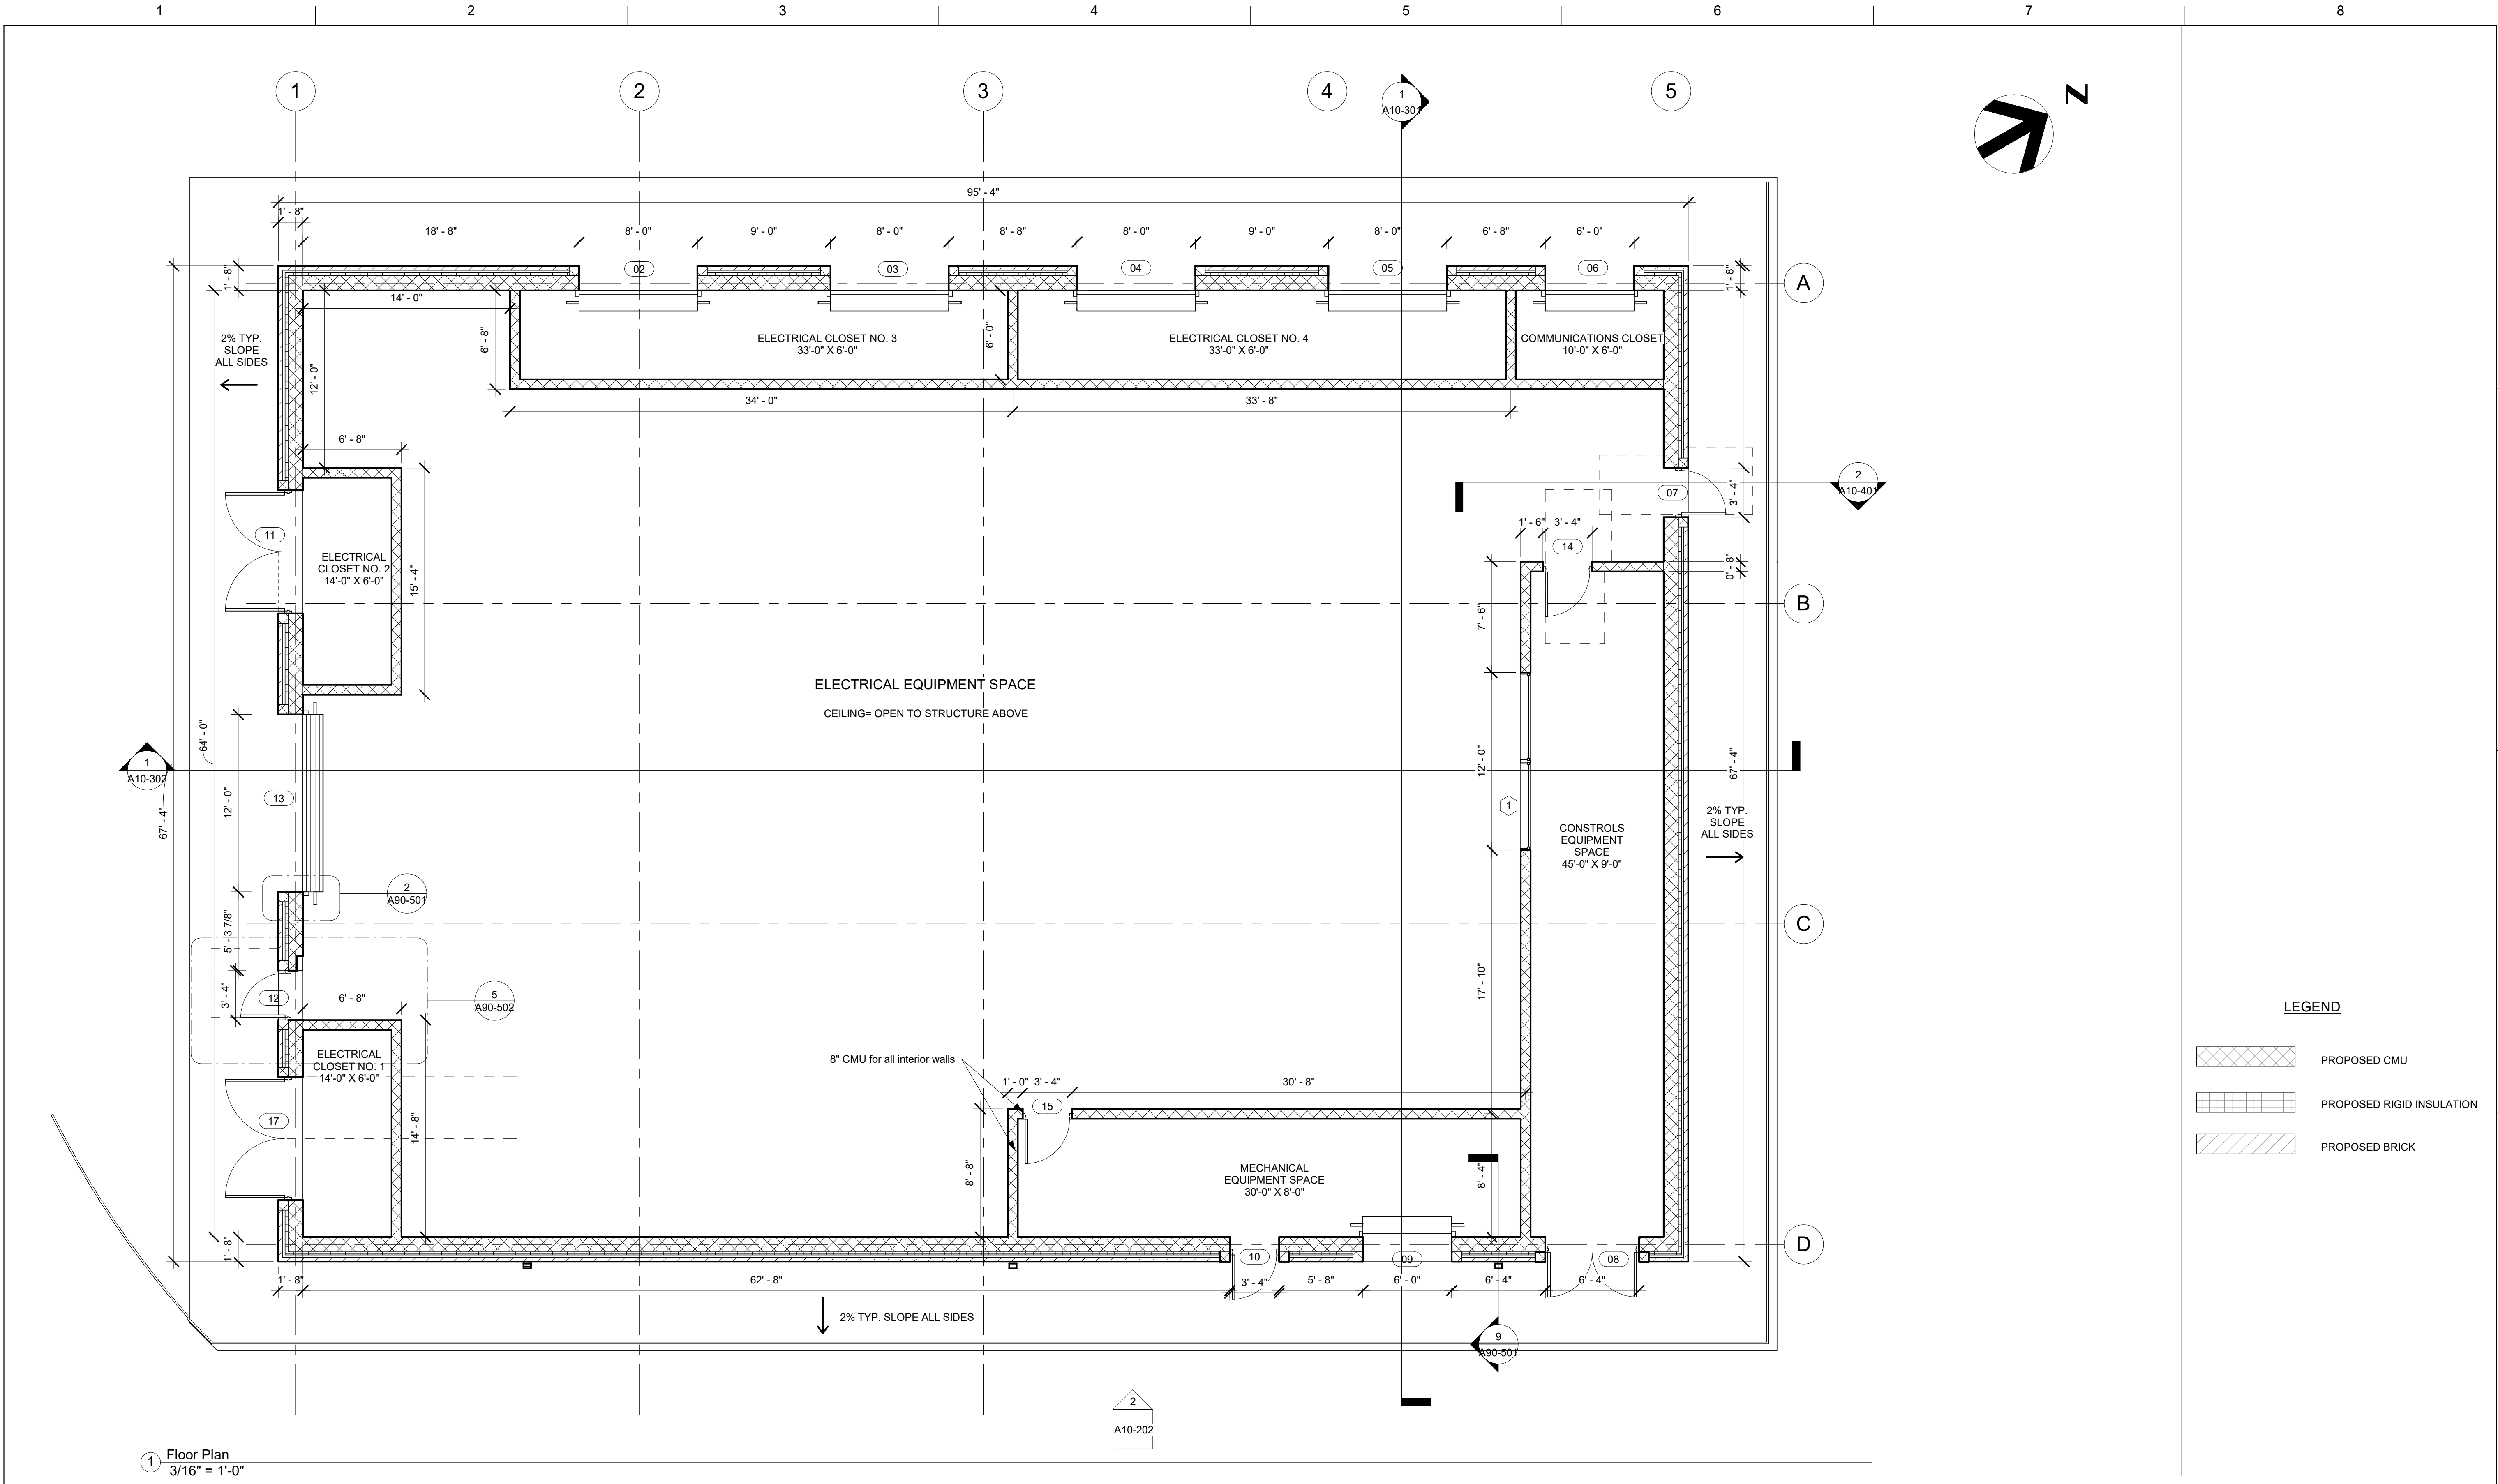 1 2 3 4 5 6 7 8
1 2 3 4 5
1
A10-301
N
95' - 4"
1' - 8"
18' - 8" 8' - 0" 9' - 0" 8' - 0" 8' - 8" 8' - 0" 9' - 0" 8' - 0" 6' - 8" 6' - 0"
02 03 04 05 06
1' - 8"
1' - 8"
A
14' - 0"
2% TYP.
SLOPE
ALL SIDES
12' - 0"
6' - 8"
ELECTRICAL CLOSET NO. 3
33'-0" X 6'-0"
6' - 0"
ELECTRICAL CLOSET NO. 4
33'-0" X 6'-0"
COMMUNICATIONS CLOSET
10'-0" X 6'-0"
34' - 0" 33' - 8"
6' - 8"
07
3' - 4"
2
A10-401
1' - 6" 3' - 4"
14
0' - 8"
11
ELECTRICAL
CLOSET NO. 2
14'-0" X 6'-0"
15' - 4"
7' - 6"
B
ELECTRICAL EQUIPMENT SPACE
CEILING= OPEN TO STRUCTURE ABOVE
64' - 0"
1
A10-302
67' - 4"
13
12' - 0"
12' - 0"
1
67' - 4"
2% TYP.
SLOPE
ALL SIDES
CONSTROLS
EQUIPMENT
SPACE
45'-0" X 9'-0"
2
A90-501
5' - 3 7/8"
C
12
3' - 4"
6' - 8"
5
A90-502
17' - 10"
LEGEND
PROPOSED CMU
PROPOSED RIGID INSULATION
PROPOSED BRICK
ELECTRICAL
CLOSET NO. 1
14'-0" X 6'-0"
8" CMU for all interior walls
1' - 0" 3' - 4" 30' - 8"
15
17
14' - 8"
8' - 8"
MECHANICAL
EQUIPMENT SPACE
30'-0" X 8'-0"
8' - 4"
1' - 8"
10 09 08
D
1' - 8" 62' - 8" 3' - 4" 5' - 8" 6' - 0" 6' - 4" 6' - 4"
2% TYP. SLOPE ALL SIDES
9
A90-501
2
A10-202
1 Floor Plan
3/16" = 1'-0"